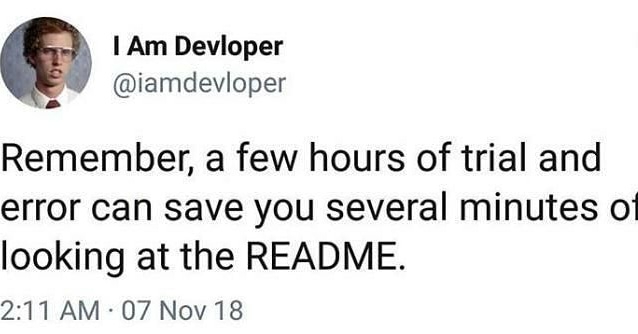 I Am Devloper
@iamdevloper
Remember, a few hours of trial and
error can save you several minutes of
looking at the README.
2:11 AM · 07 Nov 18